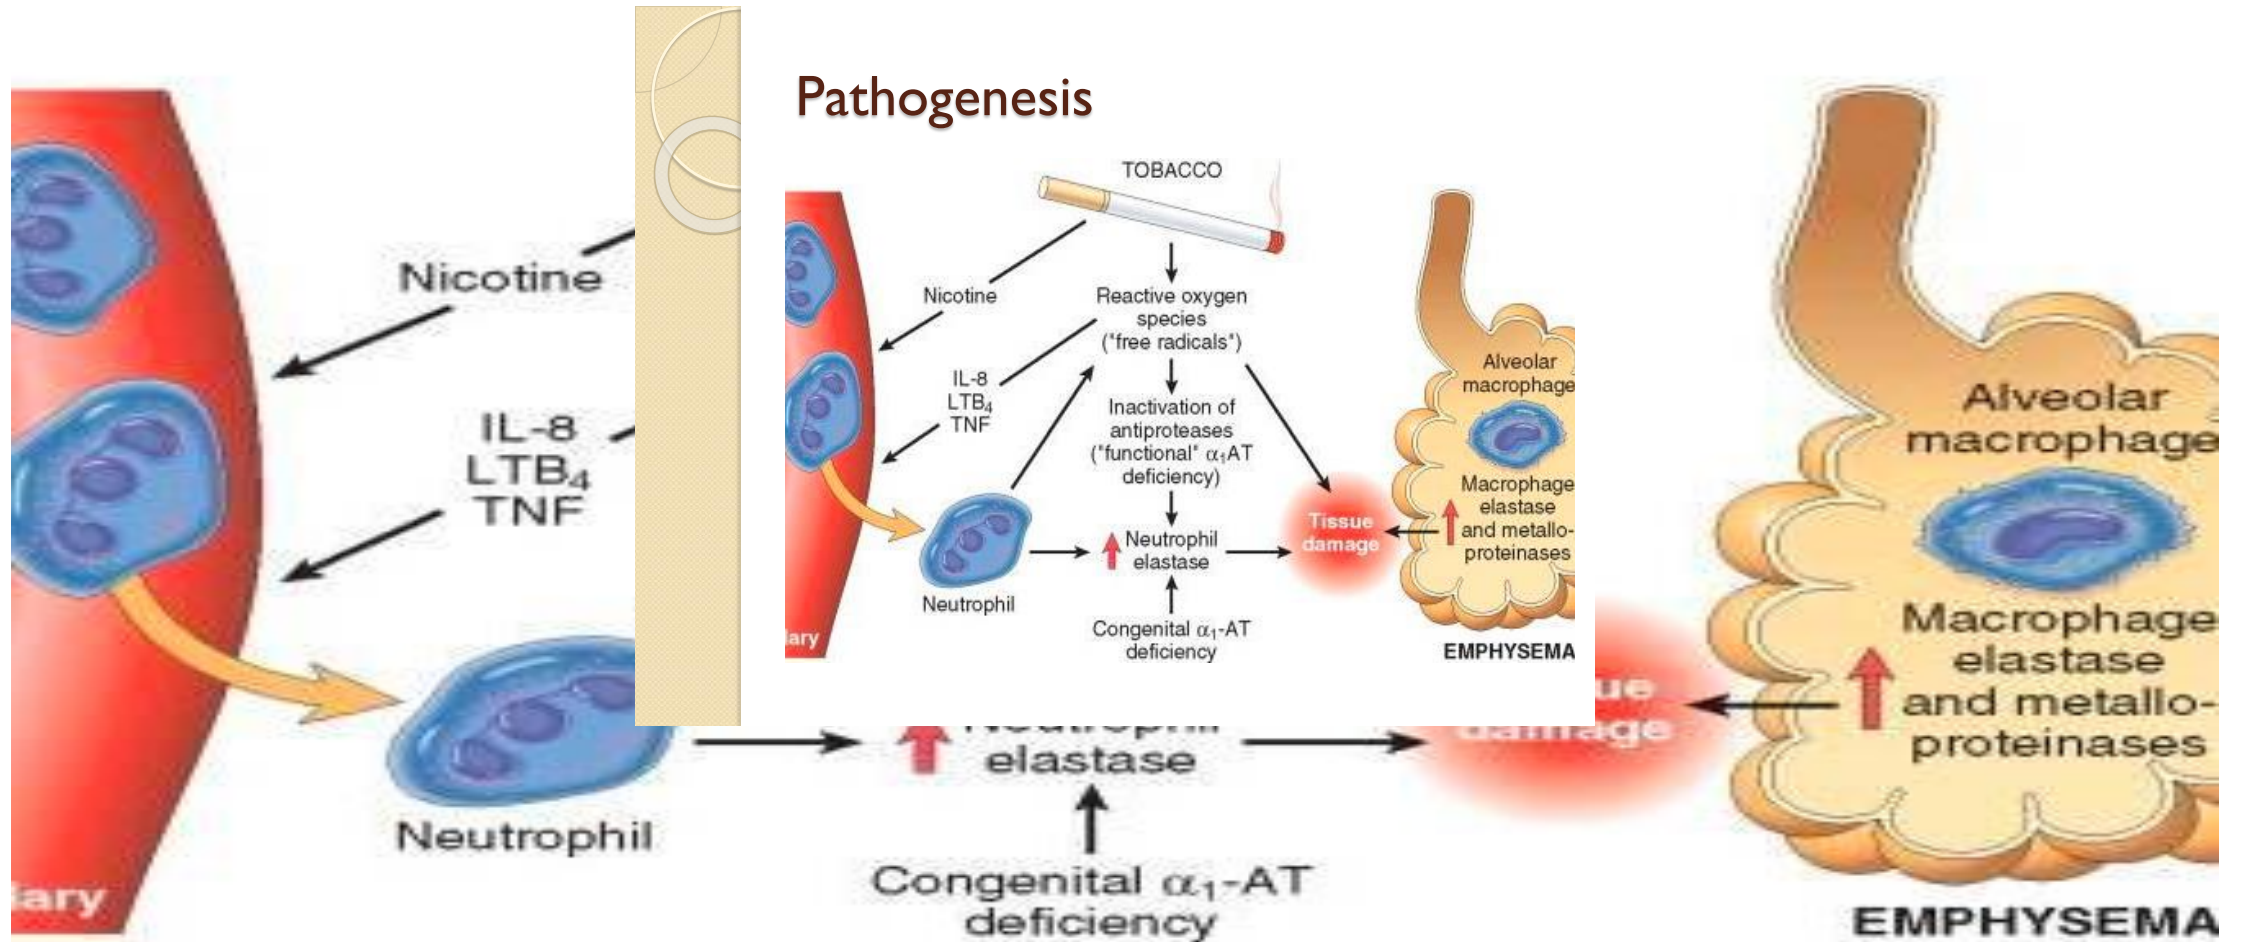 Pathogenesis
TOBACCO
Nicotine
Reactive oxygen
species
("free radicals")
IL-8
LTB₄
TNF
Inactivation of
antiproteases
("functional" α₁AT
deficiency)
Alveolar
macrophage
Macrophage
elastase
and metallo-
proteinases
Tissue
damage
Neutrophil
elastase
Neutrophil
Congenital α₁-AT
deficiency
EMPHYSEMA
Nicotine
IL-8
LTB₄
TNF
Alveolar
macrophage
Macrophage
elastase
and metallo-
proteinases
damage
Neutrophil
elastase
Neutrophil
Congenital α₁-AT
deficiency
EMPHYSEMA